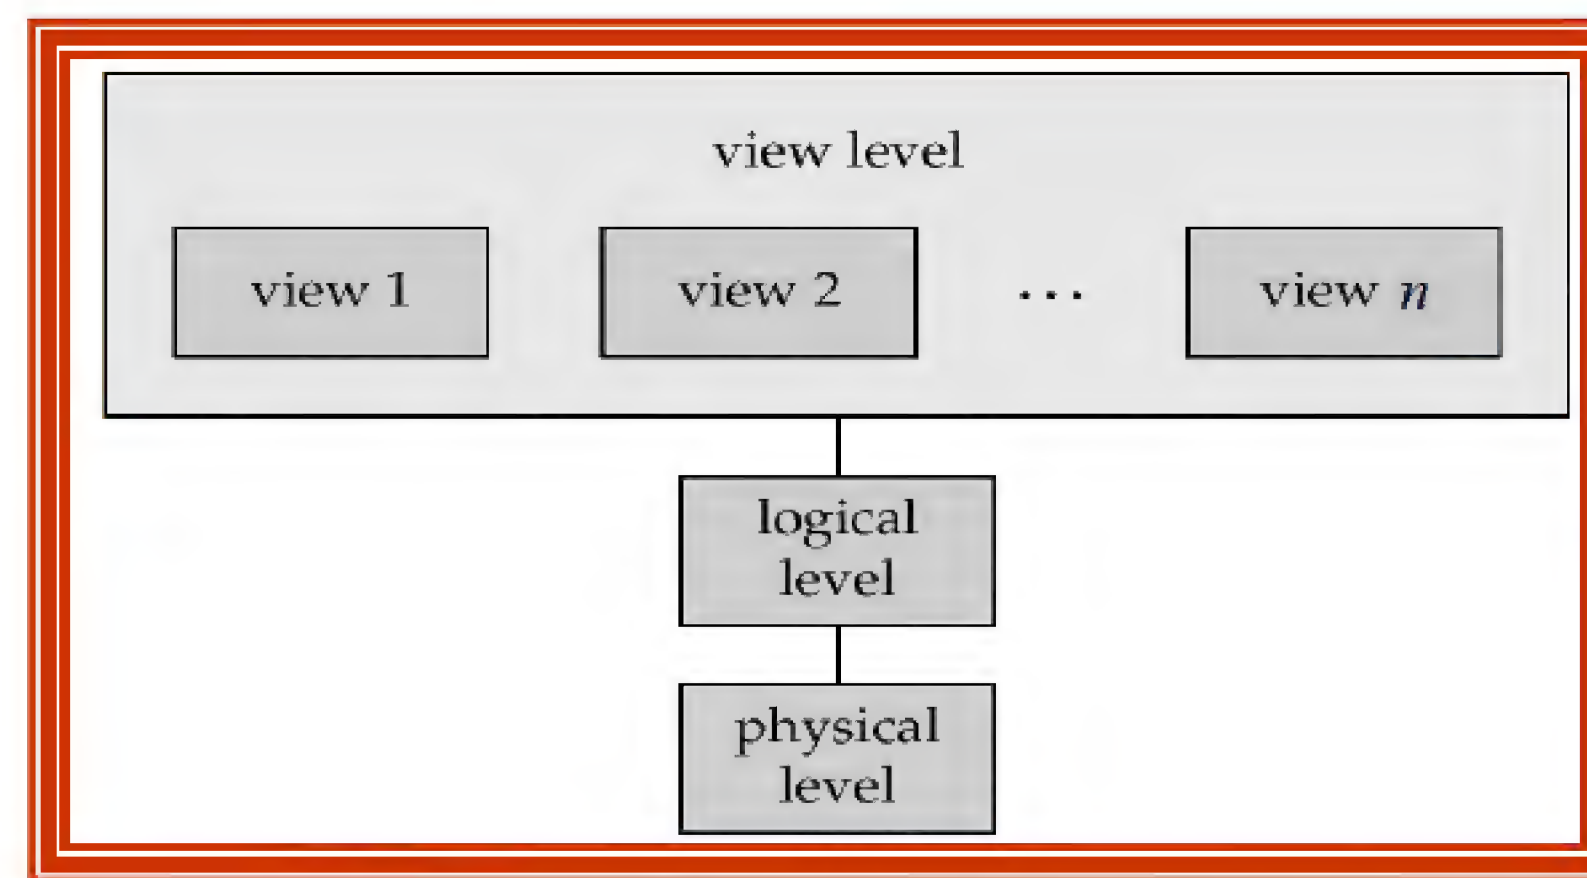 view level
view 1
view 2
...
view n
logical
level
physical
level